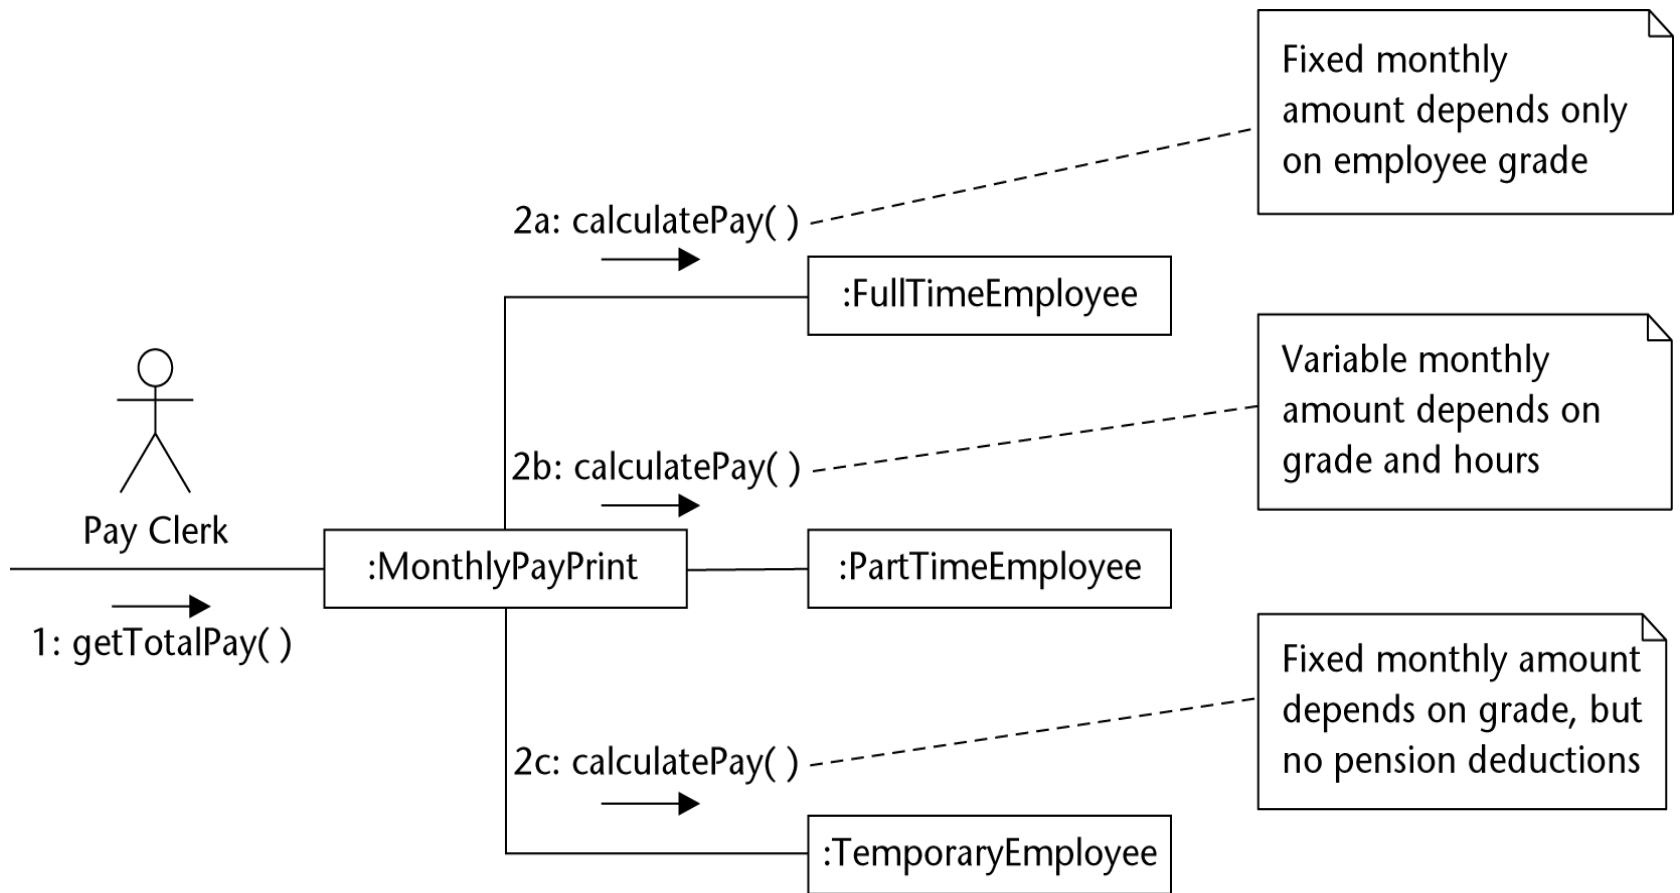 Fixed monthly
amount depends only
on employee grade
2a: calculatePay( )
:FullTimeEmployee
Variable monthly
amount depends on
grade and hours
2b: calculatePay( )
Pay Clerk
:MonthlyPayPrint
:PartTimeEmployee
1: getTotalPay( )
Fixed monthly amount
depends on grade, but
no pension deductions
2c: calculatePay( )
:TemporaryEmployee